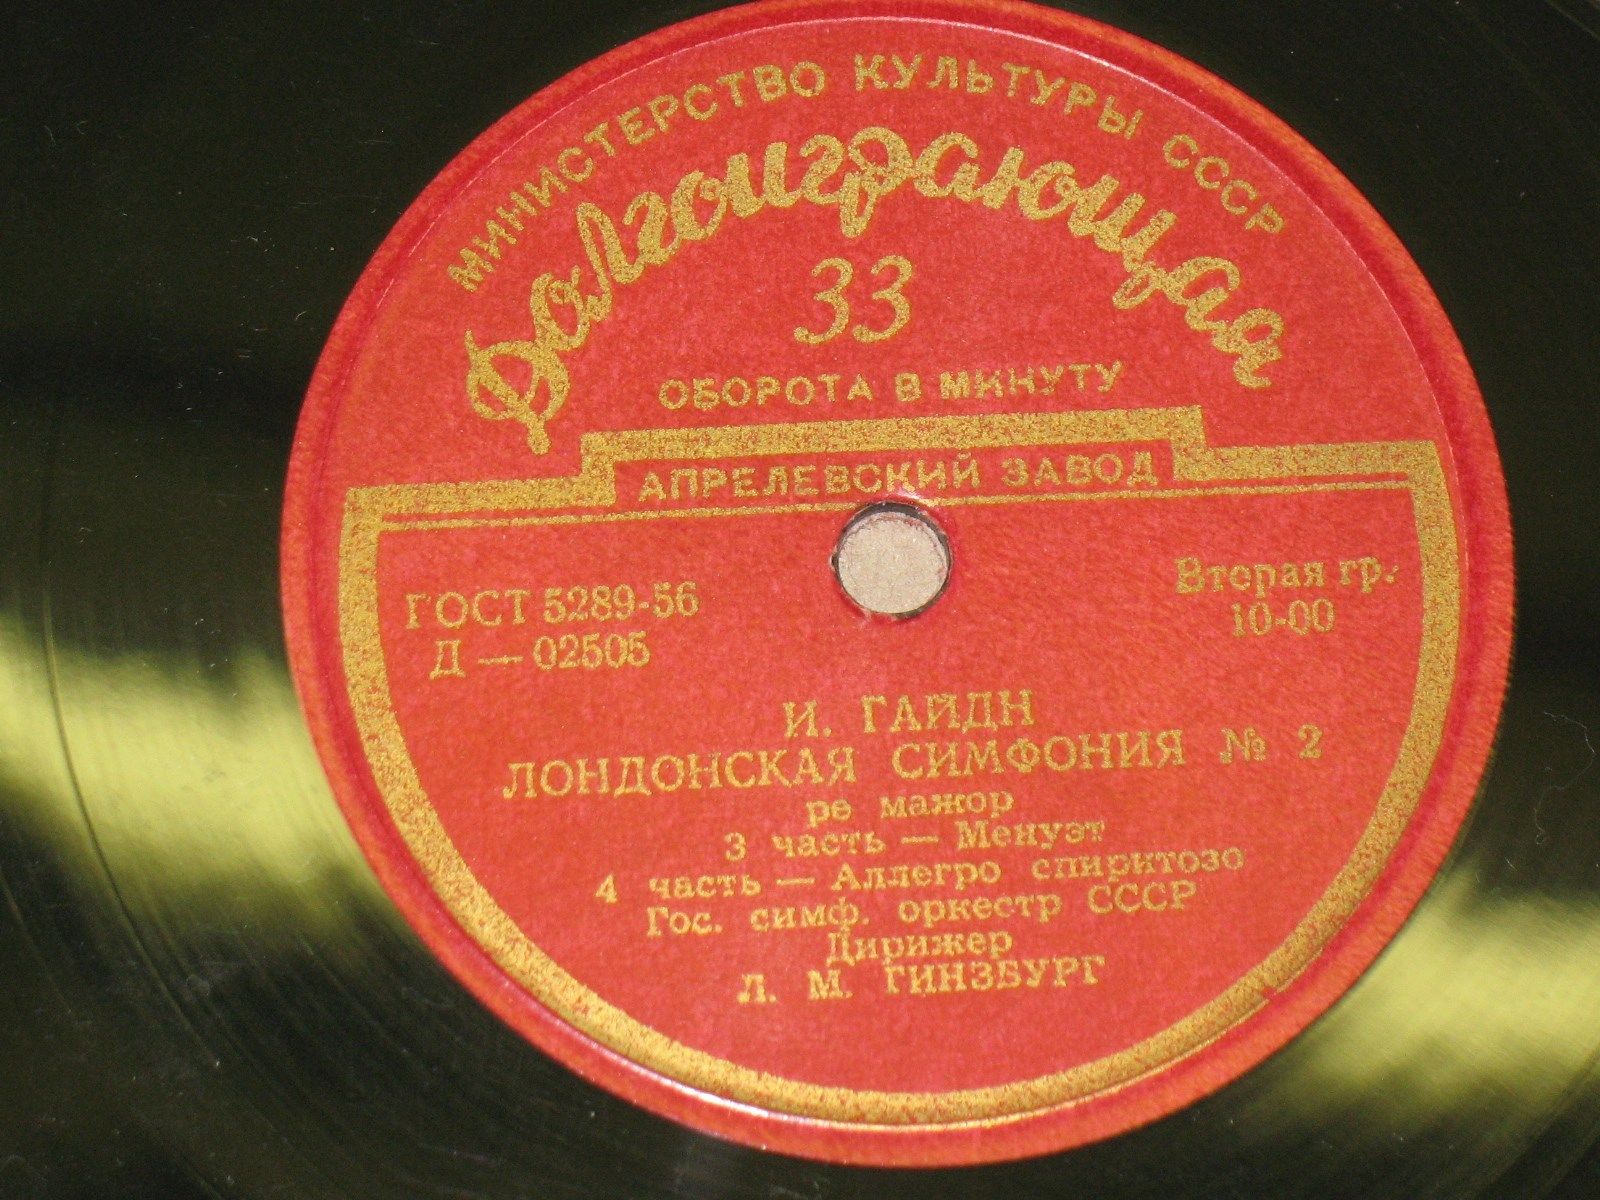 МИНИСТЕРСТВО КУЛЬТУРЫ СССР
Долгоиграющая
33
ОБОРОТА В МИНУТУ
АПРЕЛЕВСКИЙ ЗАВОД
ГОСТ 5289-56
Д — 02505
Вторая гр.
10-00
И. ГАЙДН
ЛОНДОНСКАЯ СИМФОНИЯ № 2
ре мажор
3 часть — Менуэт
4 часть — Аллегро спиритозо
Гос. симф. оркестр СССР
Дирижер
Л. М. ГИНЗБУРГ